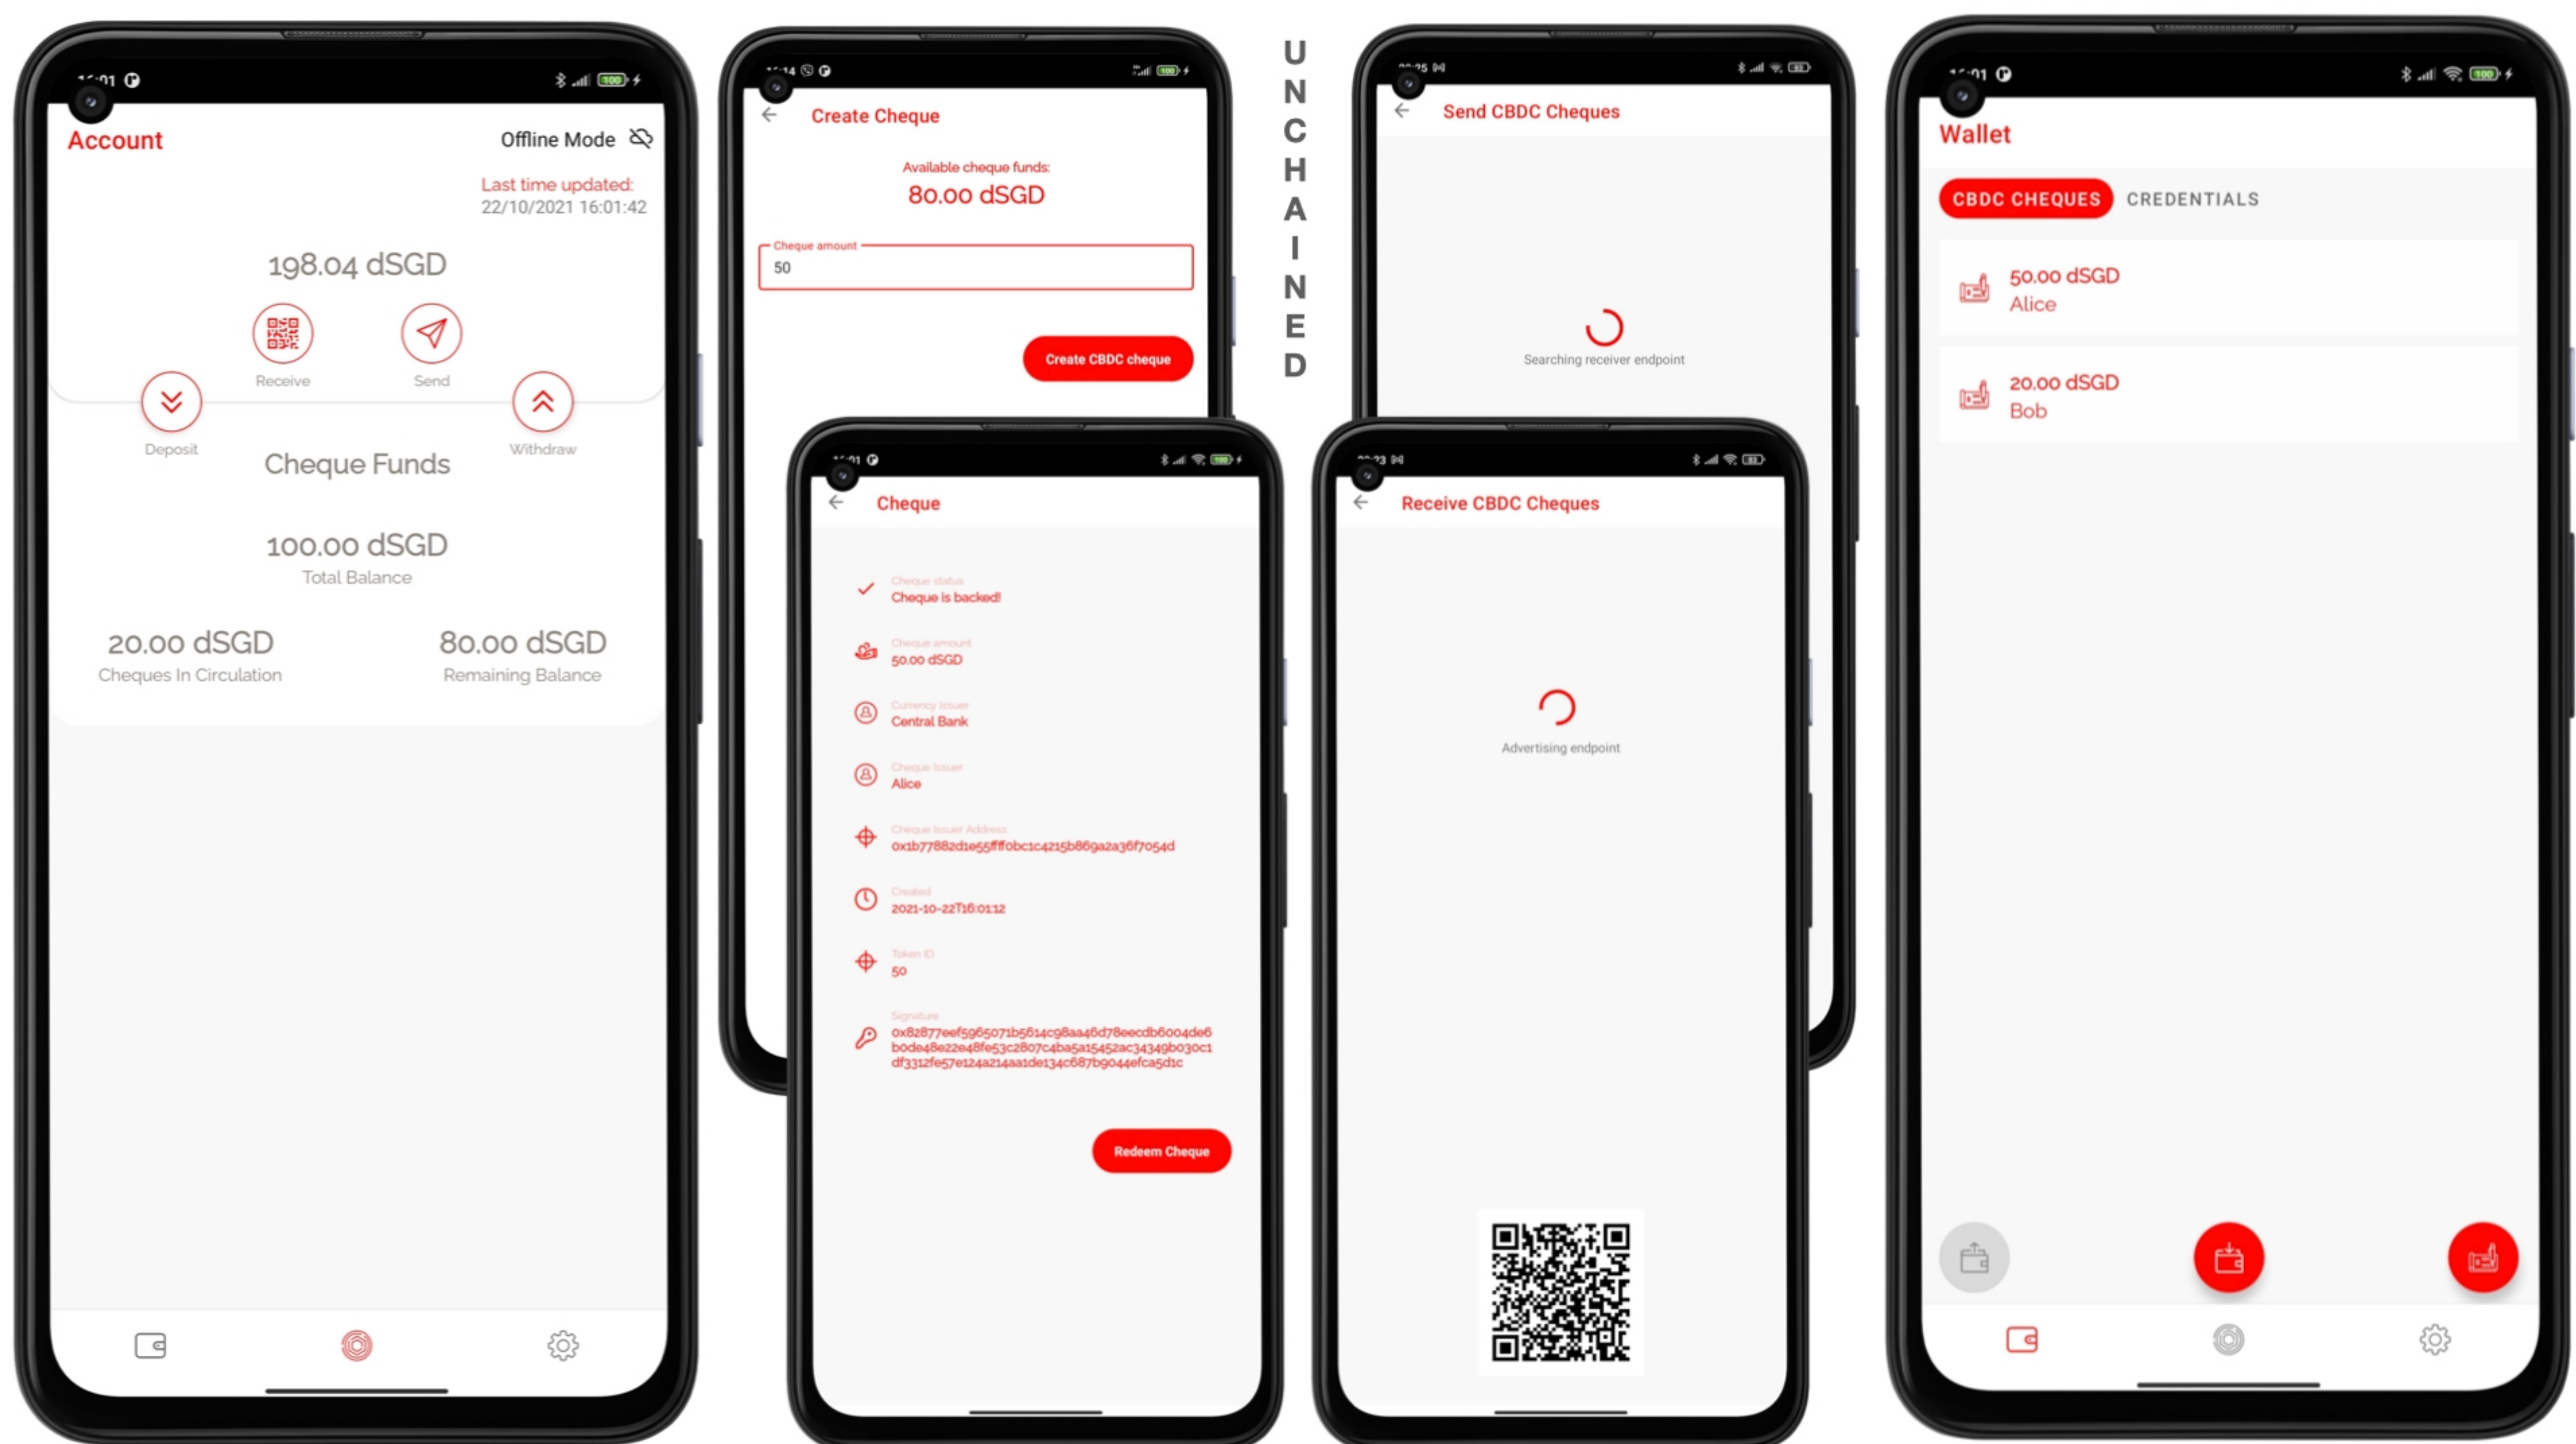 Account
Offline Mode
Last time updated:
22/10/2021 16:01:42
198.04 dSGD
Receive
Send
Deposit
Withdraw
Cheque Funds
100.00 dSGD
Total Balance
20.00 dSGD
80.00 dSGD
Cheques In Circulation
Remaining Balance
Create Cheque
Available cheque funds:
80.00 dSGD
Cheque amount
50
Create CBDC cheque
Cheque
Cheque status
Cheque is backed!
Cheque amount
50.00 dSGD
Currency Issuer
Central Bank
Cheque Issuer
Alice
Cheque Issuer Address
0x1b77882d1e55ffff0bc1c4215b869a2a36f7054d
Created
2021-10-22T16:01:12
Token ID
50
Signature
0x82877eef5965071b5614c98aa46d78eecdb6004de6
b0de48e22e48fe53c2807c4ba5a15452ac34349b030c1
df3312fe57e124a214aa1de134c687b9044efca5d1c
Redeem Cheque
UNCHAINED
Send CBDC Cheques
Searching receiver endpoint
Receive CBDC Cheques
Advertising endpoint
Wallet
CBDC CHEQUES
CREDENTIALS
50.00 dSGD
Alice
20.00 dSGD
Bob